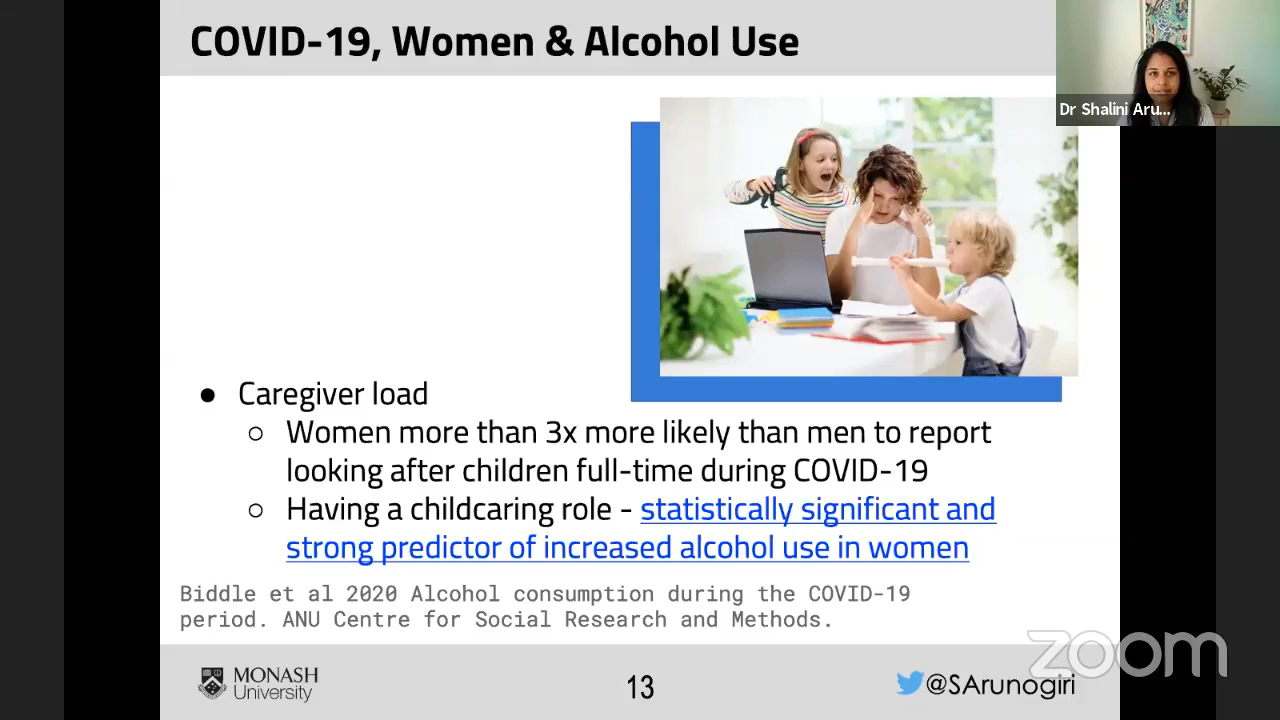 COVID-19, Women & Alcohol Use
Dr Shalini Aru...
● Caregiver load
○ Women more than 3x more likely than men to report
looking after children full-time during COVID-19
○ Having a childcaring role - statistically significant and
strong predictor of increased alcohol use in women
Biddle et al 2020 Alcohol consumption during the COVID-19
period. ANU Centre for Social Research and Methods.
MONASH
University
13
@SArunogiri
zoom